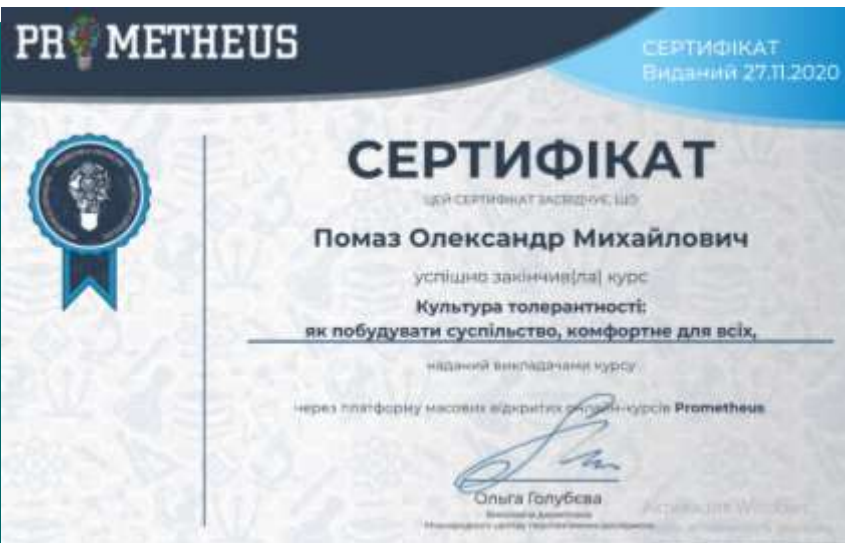 PROMETHEUS
СЕРТИФІКАТ
Виданий 27.11.2020
СЕРТИФІКАТ
ЦЕЙ СЕРТИФІКАТ ЗАСВІДЧУЄ, ЩО
Помаз Олександр Михайлович
успішно закінчив(ла) курс
Культура толерантності:
як побудувати суспільство, комфортне для всіх,
наданий викладачами курсу
через платформу масових відкритих онлайн-курсів Prometheus
Ольга Голубєва